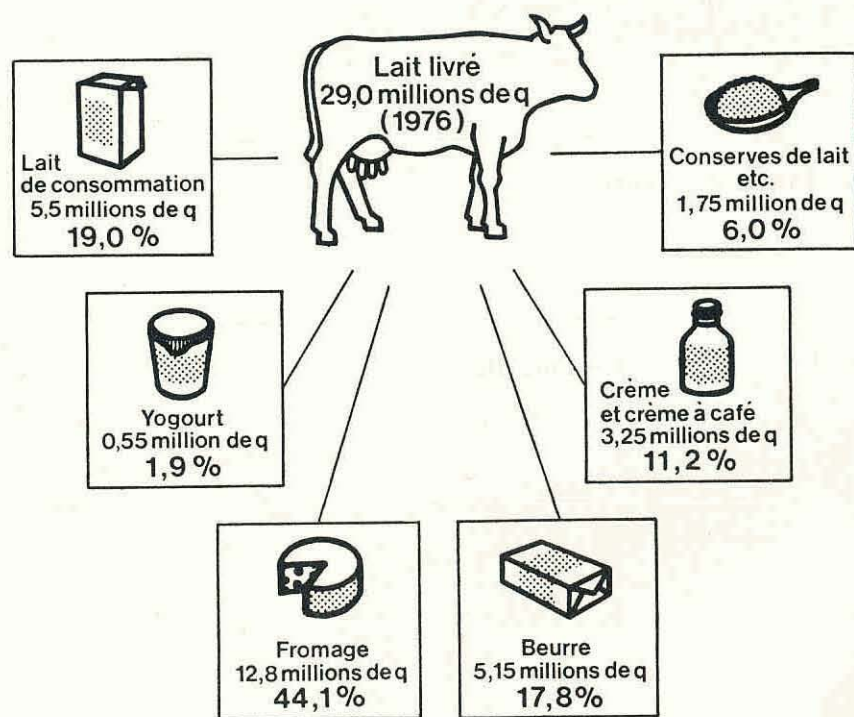 Lait livré
29,0 millions de q
(1976)
Lait
de consommation
5,5 millions de q
19,0 %
Conserves de lait
etc.
1,75 million de q
6,0 %
Yogourt
0,55 million de q
1,9 %
Crème
et crème à café
3,25 millions de q
11,2 %
Fromage
12,8 millions de q
44,1%
Beurre
5,15 millions de q
17,8%